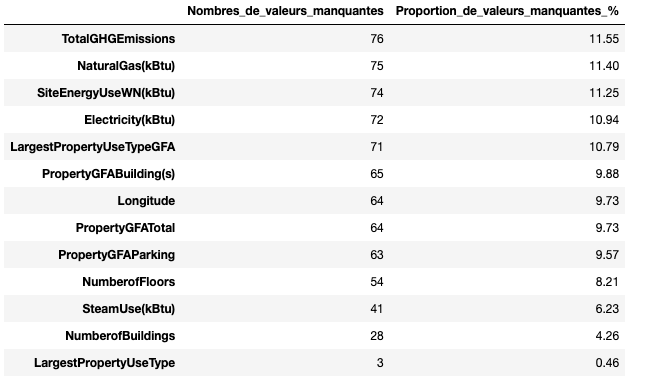 Nombres_de_valeurs_manquantes Proportion_de_valeurs_manquantes_%
TotalGHGEmissions 76 11.55
NaturalGas(kBtu) 75 11.40
SiteEnergyUseWN(kBtu) 74 11.25
Electricity(kBtu) 72 10.94
LargestPropertyUseTypeGFA 71 10.79
PropertyGFABuilding(s) 65 9.88
Longitude 64 9.73
PropertyGFATotal 64 9.73
PropertyGFAParking 63 9.57
NumberofFloors 54 8.21
SteamUse(kBtu) 41 6.23
NumberofBuildings 28 4.26
LargestPropertyUseType 3 0.46